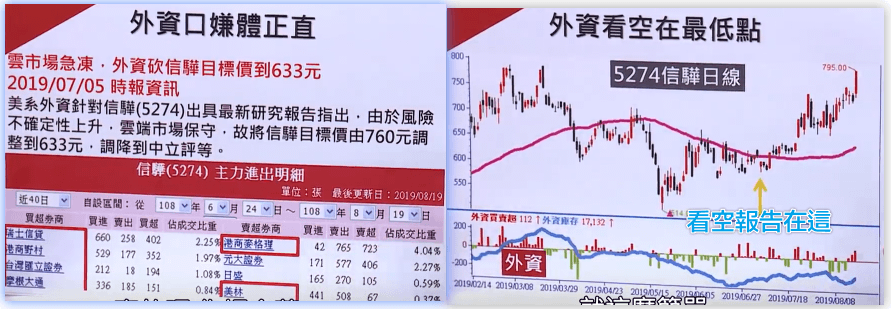 外資口嫌體正直
雲市場急凍，外資砍信驊目標價到633元
2019/07/05 時報資訊
美系外資針對信驊(5274)出具最新研究報告指出，由於風險
不確定性上升，雲端市場保守，故將信驊目標價由760元調
整到633元，調降到中立評等。
信驊(5274) 主力進出明細
單位：張 最後更新日：2019/08/19
近40日 自設區間：從 108年6月24日～108年8月19日
買超券商 買進 賣出 買超 佔成交比重 賣超券商 買進 賣出 賣超 佔成交比重
瑞士信貸 660 258 402 2.25% 港商麥格理 42 765 723 4.04%
港商野村 529 177 352 1.97% 元大證券 171 577 406 2.27%
台灣匯立證券 212 18 194 1.08% 日盛 165 270 105 0.59%
摩根大通 336 185 151 0.84% 美林 441 508 67 0.37%
外資看空在最低點
5274信驊日線
795.00
800
700
650
600
550
看空報告在這
外資買賣超 112↑ 外資庫存 17,132↑
200
0
-200
外資
2019/02/14 2019/03/08 2019/03/29 2019/04/23 2019/05/15 2019/06/05 2019/06/27 2019/07/18 2019/08/08